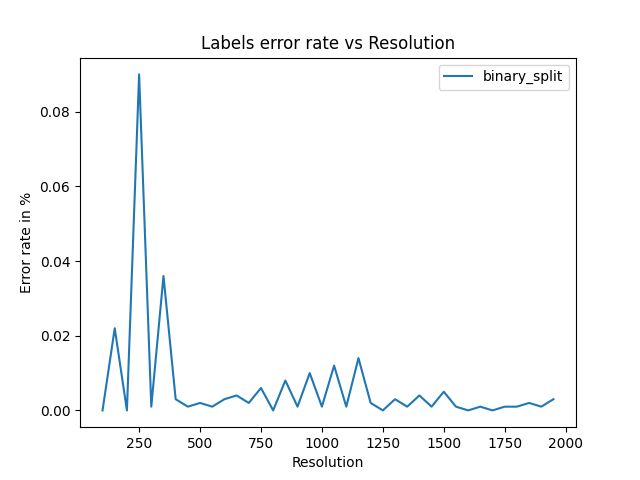 Labels error rate vs Resolution
binary_split
Error rate in %
0.08
0.06
0.04
0.02
0.00
250 500 750 1000 1250 1500 1750 2000
Resolution